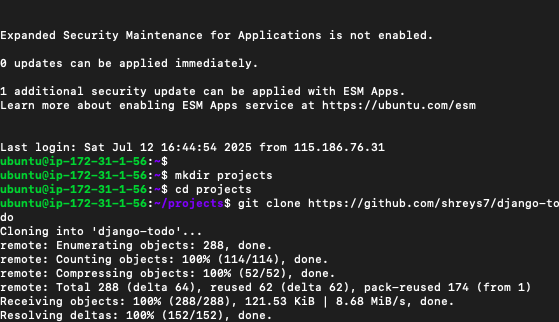 Expanded Security Maintenance for Applications is not enabled.
0 updates can be applied immediately.
1 additional security update can be applied with ESM Apps.
Learn more about enabling ESM Apps service at https://ubuntu.com/esm
Last login: Sat Jul 12 16:44:54 2025 from 115.186.76.31
ubuntu@ip-172-31-1-56:~$
ubuntu@ip-172-31-1-56:~$ mkdir projects
ubuntu@ip-172-31-1-56:~$ cd projects
ubuntu@ip-172-31-1-56:~/projects$ git clone https://github.com/shreys7/django-to
do
Cloning into 'django-todo'...
remote: Enumerating objects: 288, done.
remote: Counting objects: 100% (114/114), done.
remote: Compressing objects: 100% (52/52), done.
remote: Total 288 (delta 64), reused 62 (delta 62), pack-reused 174 (from 1)
Receiving objects: 100% (288/288), 121.53 KiB | 8.68 MiB/s, done.
Resolving deltas: 100% (152/152), done.